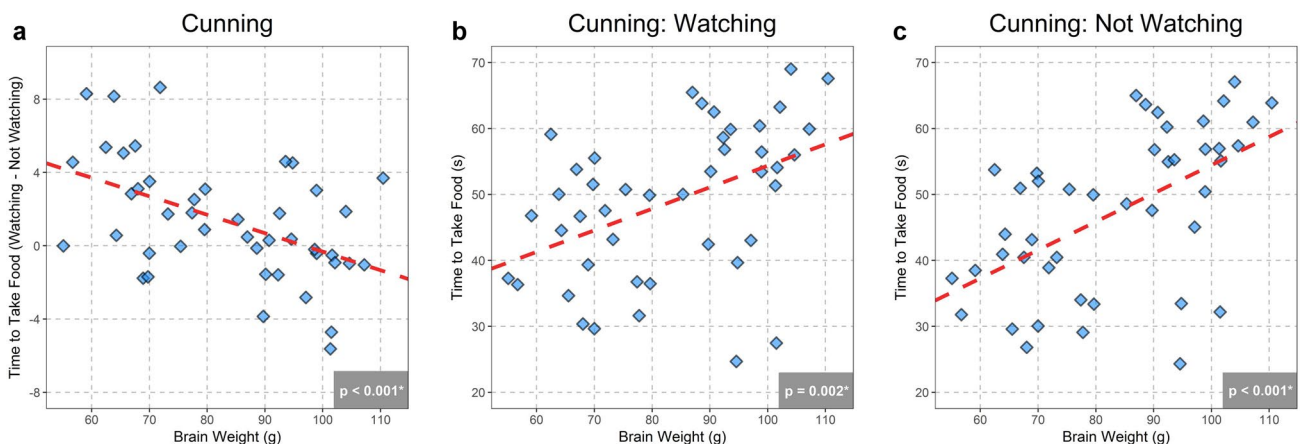 a
Cunning
Time to Take Food (Watching - Not Watching)
8
4
0
-4
-8
60
70
80
90
100
110
Brain Weight (g)
p < 0.001*
b
Cunning: Watching
Time to Take Food (s)
70
60
50
40
30
20
60
70
80
90
100
110
Brain Weight (g)
p = 0.002*
c
Cunning: Not Watching
Time to Take Food (s)
70
60
50
40
30
20
60
70
80
90
100
110
Brain Weight (g)
p < 0.001*